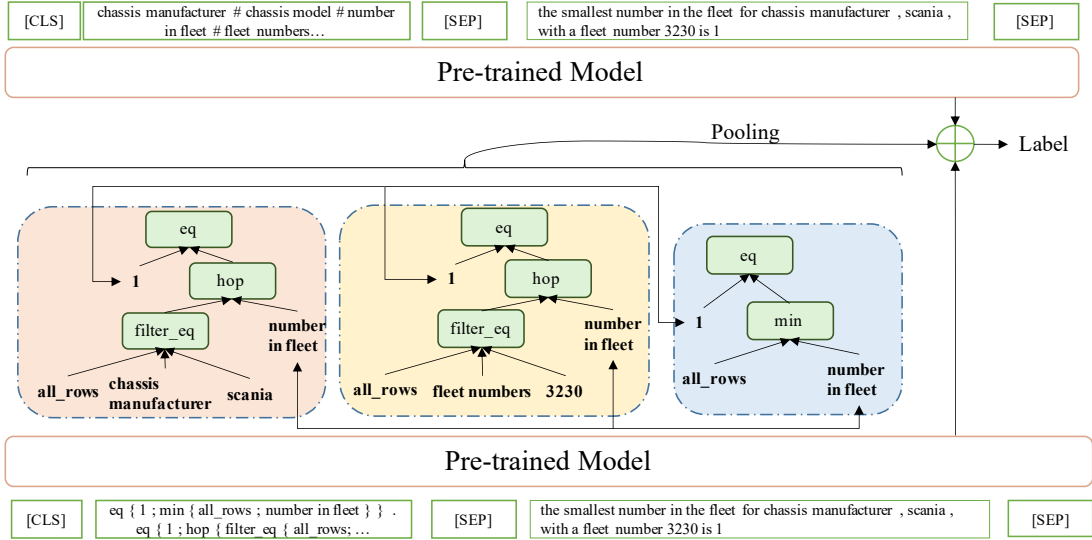 [CLS]
chassis manufacturer # chassis model # number
in fleet # fleet numbers…
[SEP]
the smallest number in the fleet for chassis manufacturer , scania ,
with a fleet number 3230 is 1
[SEP]
Pre-trained Model
Pooling
Label
eq
1
hop
filter_eq
number
in fleet
all_rows
chassis
manufacturer
scania
eq
1
hop
filter_eq
number
in fleet
all_rows
fleet numbers
3230
eq
1
min
all_rows
number
in fleet
Pre-trained Model
[CLS]
eq { 1 ; min { all_rows ; number in fleet } } .
eq { 1 ; hop { filter_eq { all_rows; …
[SEP]
the smallest number in the fleet for chassis manufacturer , scania ,
with a fleet number 3230 is 1
[SEP]